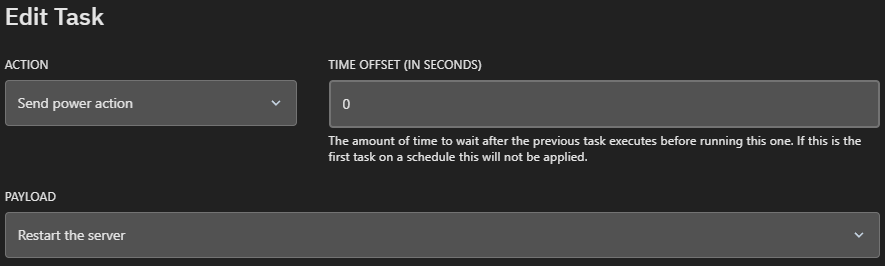 Edit Task
ACTION
TIME OFFSET (IN SECONDS)
Send power action
0
The amount of time to wait after the previous task executes before running this one. If this is the
first task on a schedule this will not be applied.
PAYLOAD
Restart the server